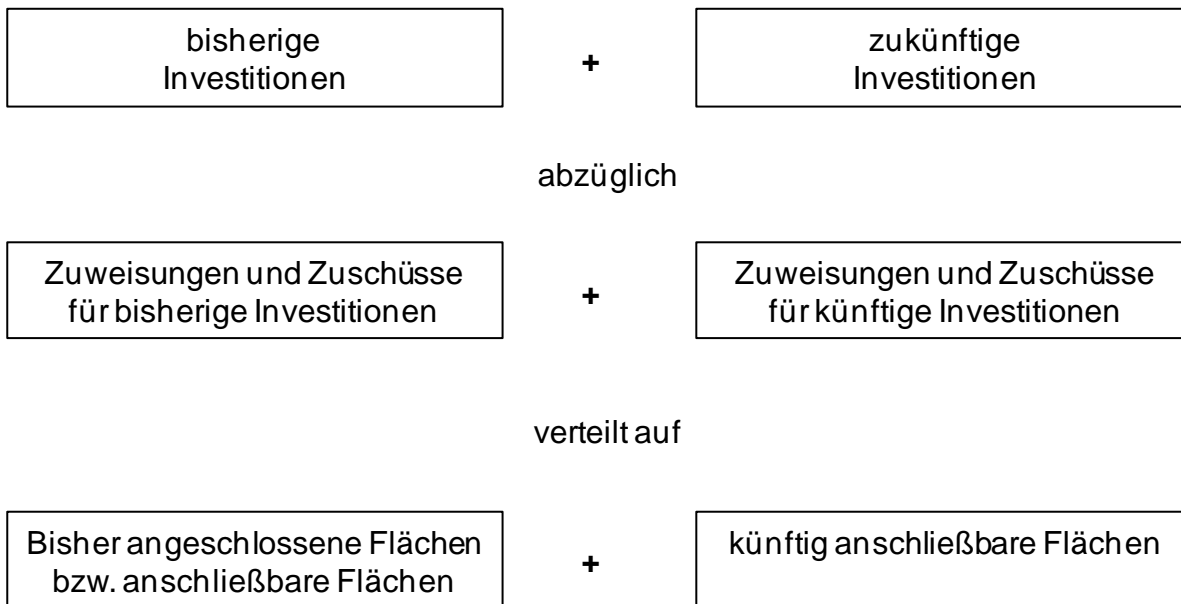 bisherige
Investitionen
+
zukünftige
Investitionen
abzüglich
Zuweisungen und Zuschüsse
für bisherige Investitionen
+
Zuweisungen und Zuschüsse
für künftige Investitionen
verteilt auf
Bisher angeschlossene Flächen
bzw. anschließbare Flächen
+
künftig anschließbare Flächen